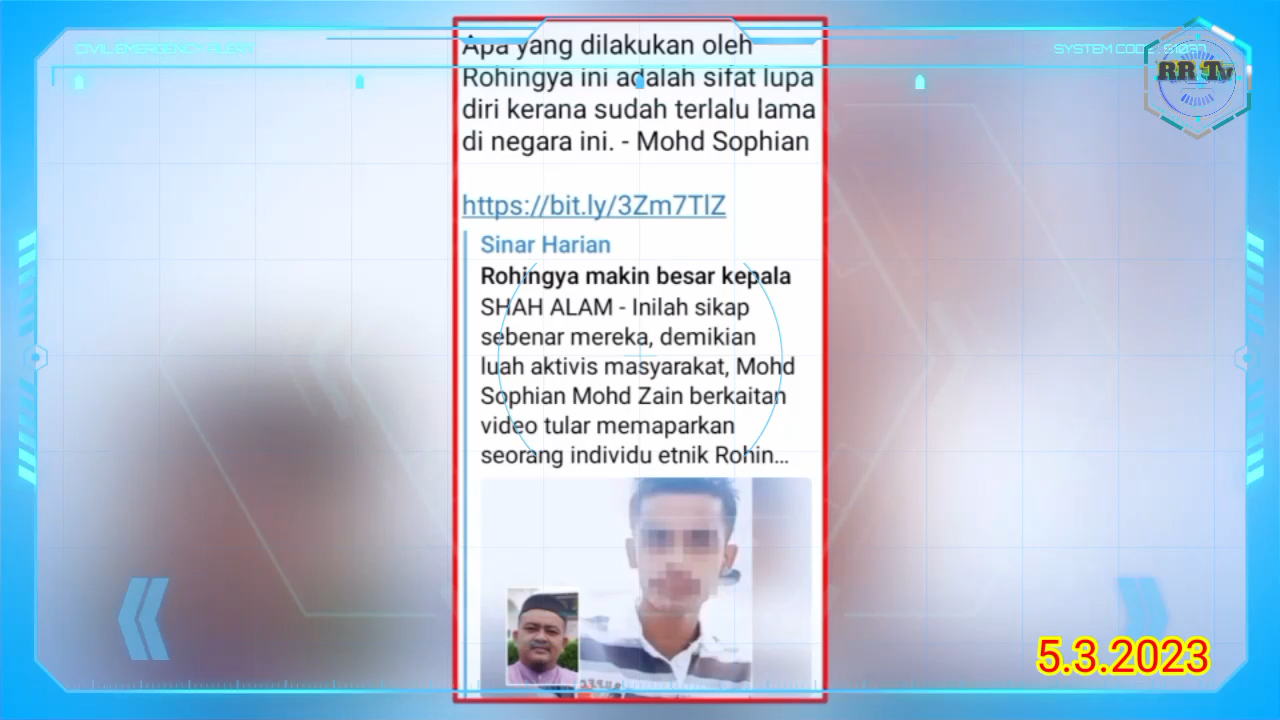 Apa yang dilakukan oleh
Rohingya ini adalah sifat lupa
diri kerana sudah terlalu lama
di negara ini. - Mohd Sophian
https://bit.ly/3Zm7TlZ
Sinar Harian
Rohingya makin besar kepala
SHAH ALAM - Inilah sikap
sebenar mereka, demikian
luah aktivis masyarakat, Mohd
Sophian Mohd Zain berkaitan
video tular memaparkan
seorang individu etnik Rohin...
SYSTEM CODE
RR Tv
5.3.2023